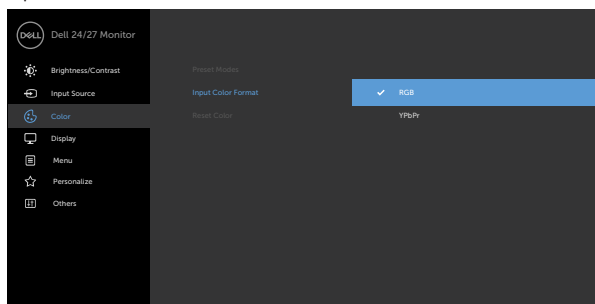 DELL Dell 24/27 Monitor
Brightness/Contrast Preset Modes
Input Source Input Color Format RGB
Color Reset Color YPbPr
Display
Menu
Personalize
Others